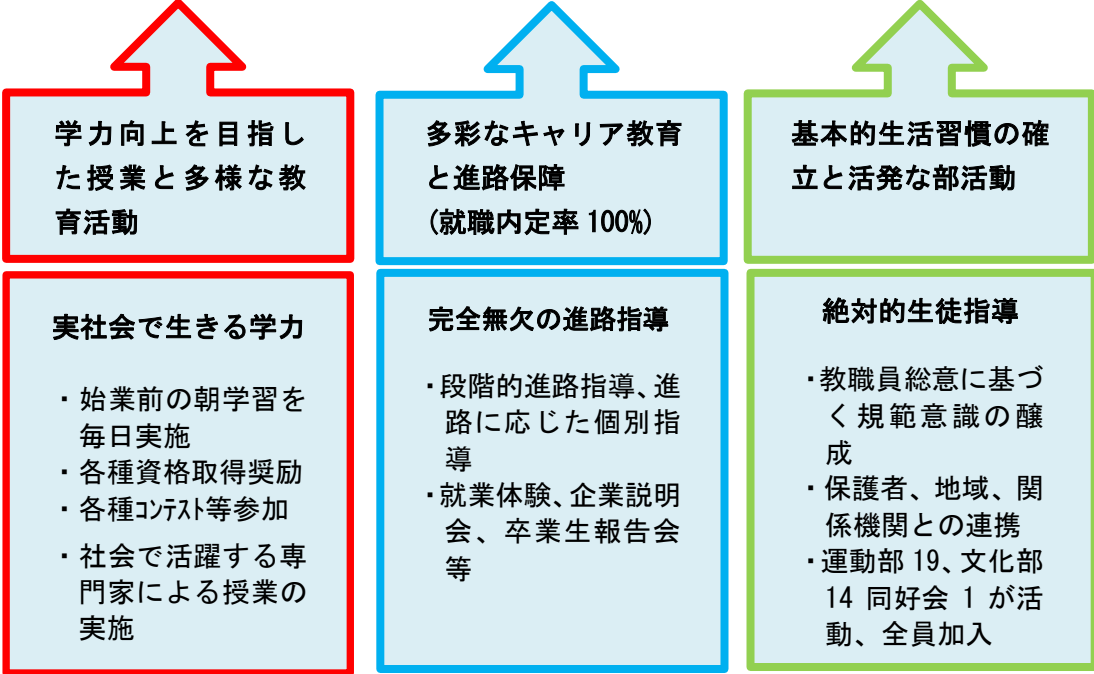 学力向上を目指し
た授業と多様な教
育活動
実社会で生きる学力
・始業前の朝学習を
毎日実施
・各種資格取得奨励
・各種ｺﾝﾃｽﾄ等参加
・社会で活躍する専
門家による授業の
実施
多彩なキャリア教育
と進路保障
(就職内定率 100%)
完全無欠の進路指導
・段階的進路指導、進
路に応じた個別指
導
・就業体験、企業説明
会、卒業生報告会
等
基本的生活習慣の確
立と活発な部活動
絶対的生徒指導
・教職員総意に基づ
く規範意識の醸
成
・保護者、地域、関
係機関との連携
・運動部 19、文化部
14 同好会 1 が活
動、全員加入